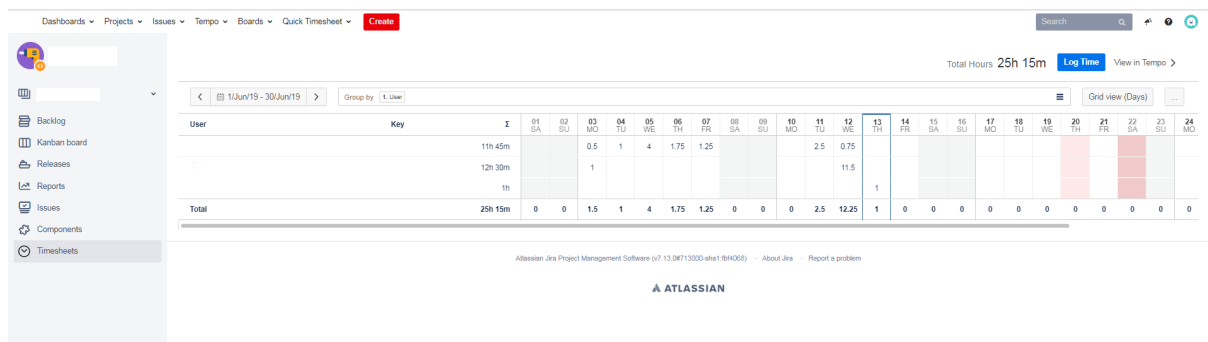 Dashboards Projects Issues Tempo Boards Quick Timesheet Create Search
Total Hours 25h 15m Log Time View in Tempo
1/Jun/19 - 30/Jun/19 Group by 1. User Grid view (Days) ...
Backlog
Kanban board
Releases
Reports
Issues
Components
Timesheets
User Key Σ 01 02 03 04 05 06 07 08 09 10 11 12 13 14 15 16 17 18 19 20 21 22 23 24
SA SU MO TU WE TH FR SA SU MO TU WE TH FR SA SU MO TU WE TH FR SA SU MO
11h 45m 0.5 1 4 1.75 1.25 2.5 0.75
12h 30m 1 11.5
1h 1
Total 25h 15m 0 0 1.5 1 4 1.75 1.25 0 0 0 2.5 12.25 1 0 0 0 0 0 0 0 0 0 0 0
Atlassian Jira Project Management Software (v7.13.0#713000-sha1:fbf4068) · About Jira · Report a problem
ATLASSIAN